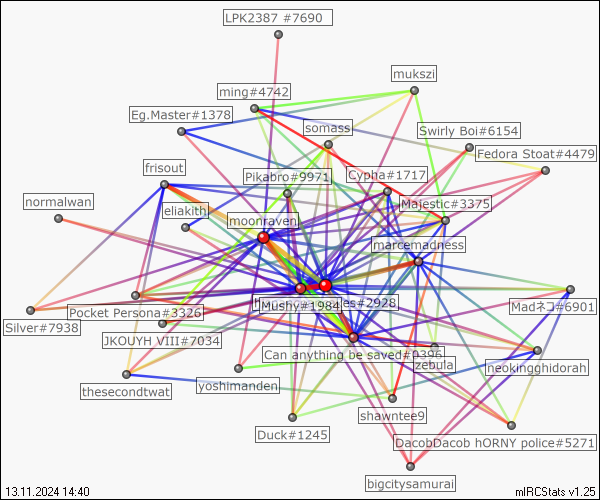 LPK2387 #7690
mukszi
ming#4742
Eg.Master#1378
somass
Swirly Boi#6154
Fedora Stoat#4479
frisout
Pikabro#9971
Cypha#1717
normalwan
eliakith
moonraven
Majestic#3375
marcemadness
Mushy#1984
les#2928
Madネコ#6901
Pocket Persona#3326
Silver#7938
JKOUYH VIII#7034
Can anything be saved#0396
zebula
neokingghidorah
thesecondtwat
yoshimanden
shawntee9
Duck#1245
DacobDacob hORNY police#5271
bigcitysamurai
13.11.2024 14:40
mIRCStats v1.25